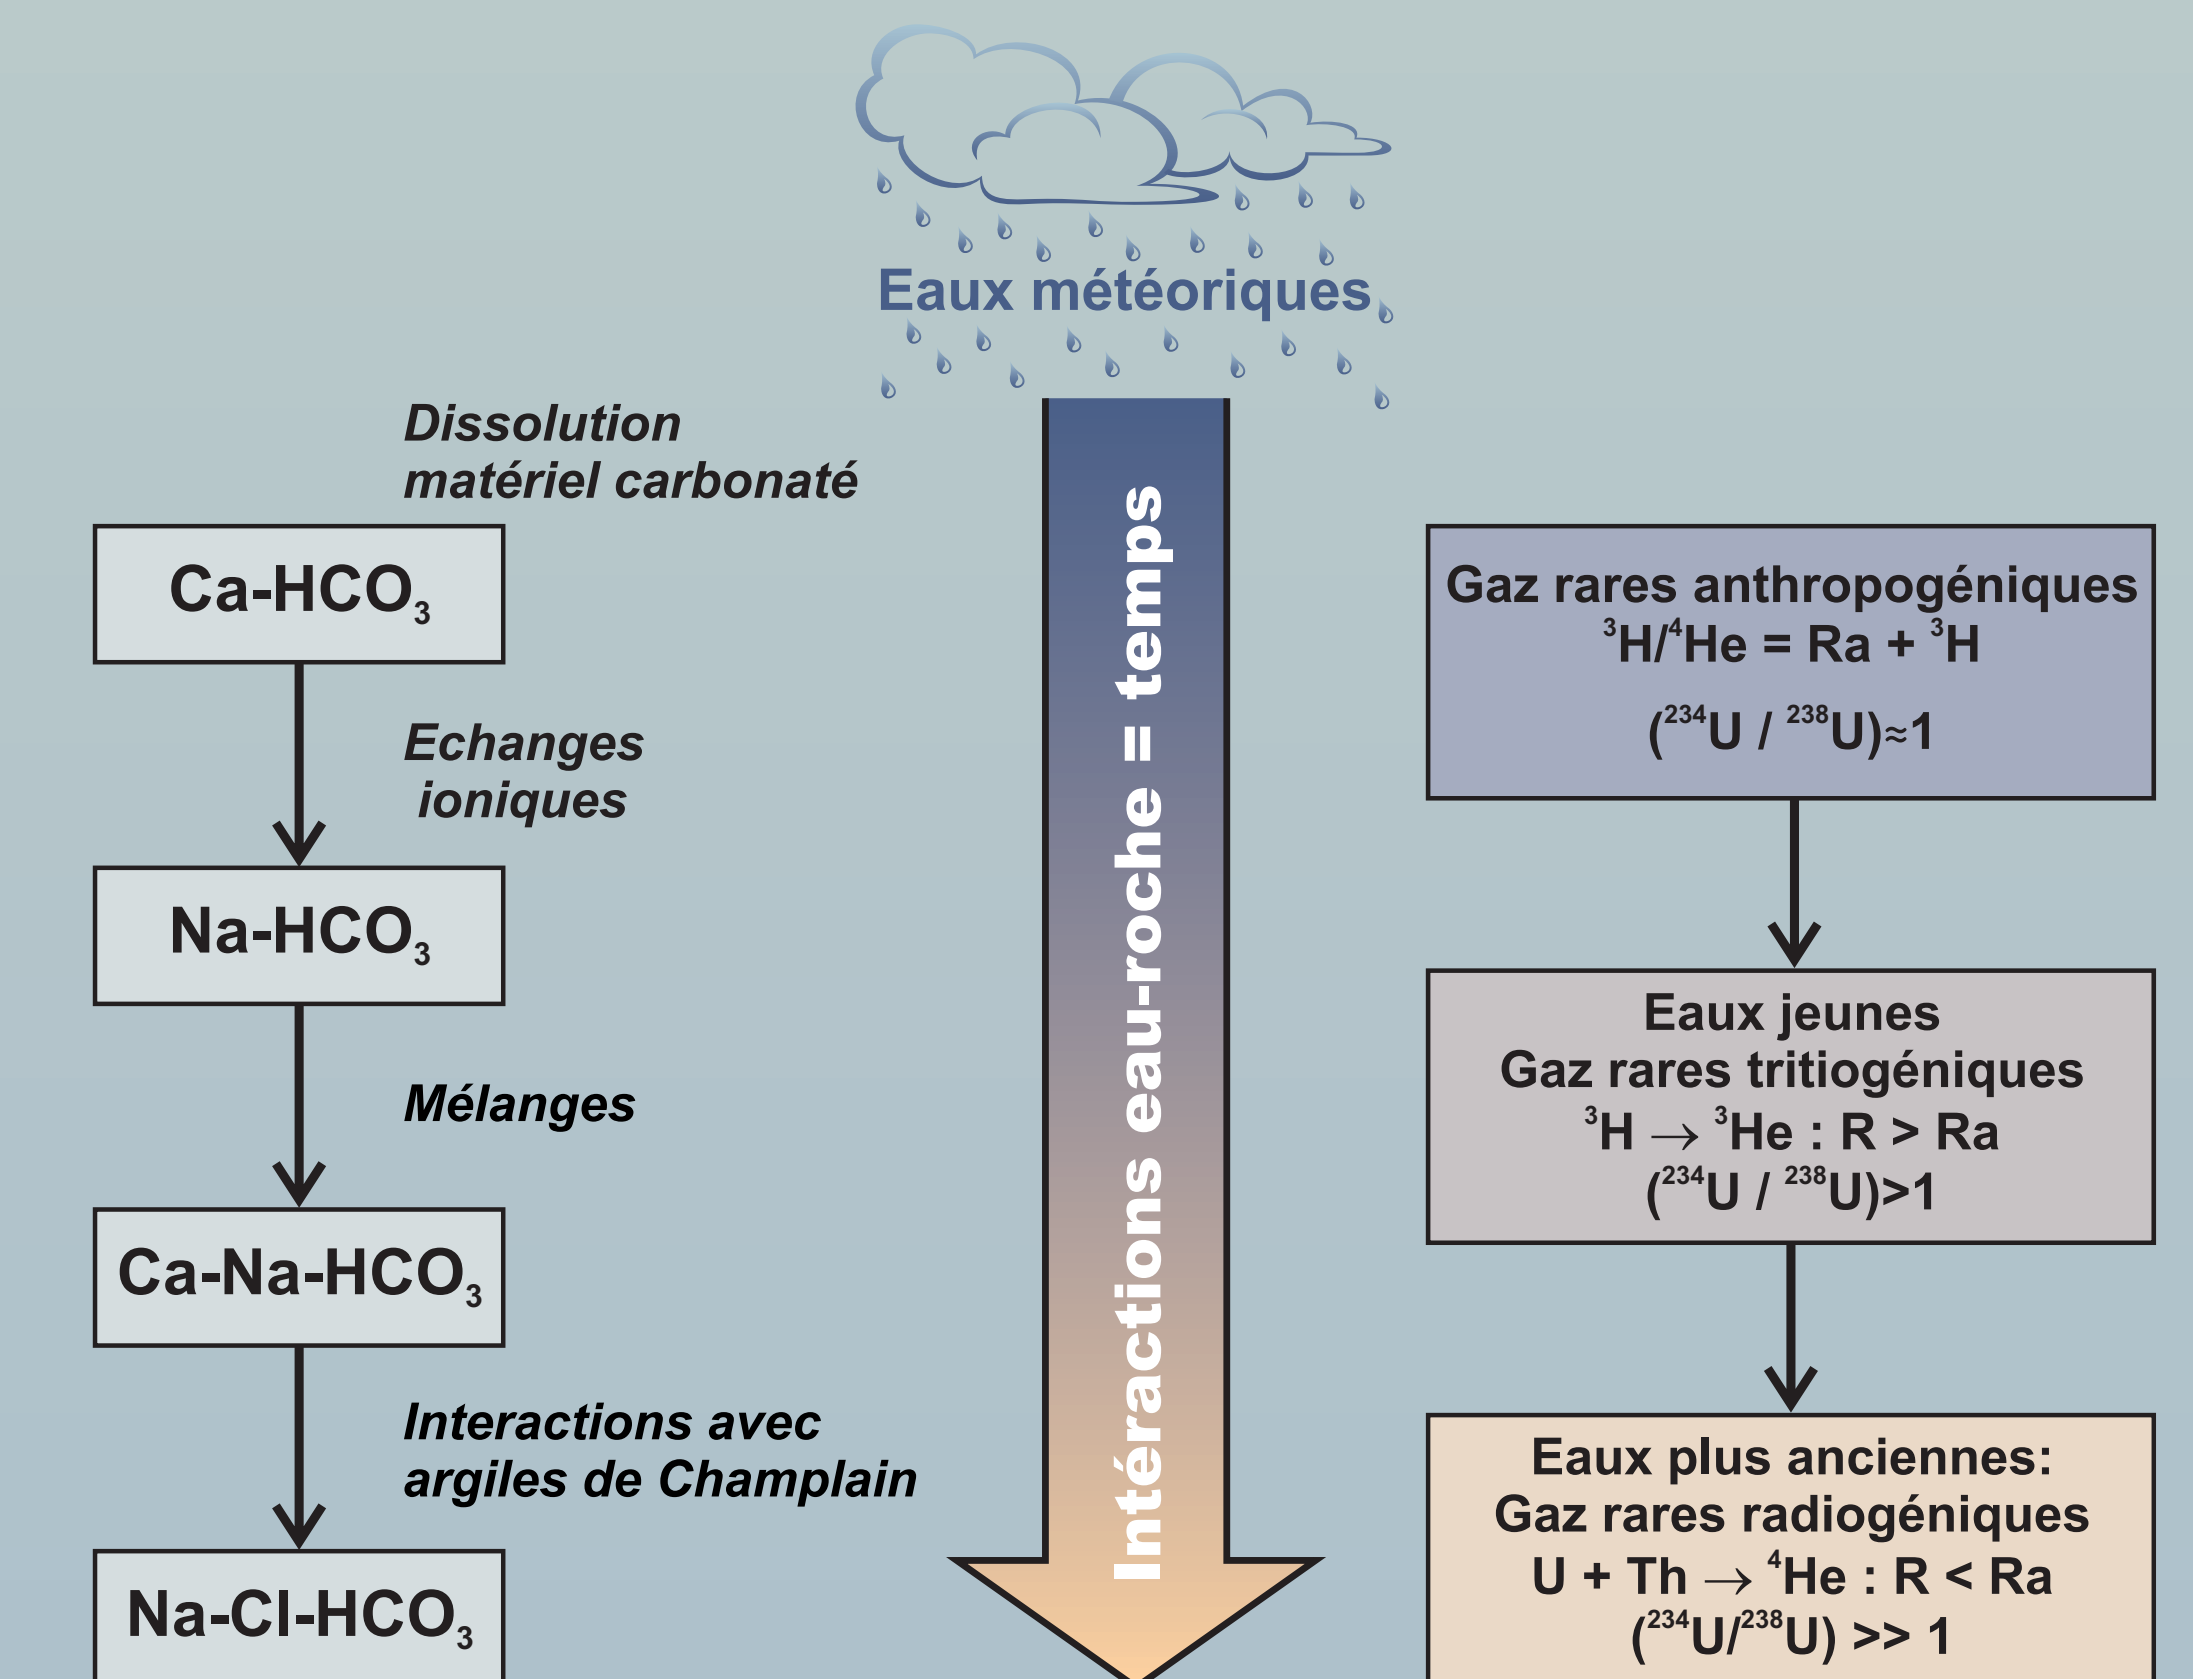 Eaux météoriques
Dissolution
matériel carbonaté
Ca-HCO₃
Echanges
ioniques
Na-HCO₃
Mélanges
Ca-Na-HCO₃
Interactions avec
argiles de Champlain
Na-Cl-HCO₃
Intéractions eau-roche = temps
Gaz rares anthropogéniques
³H/⁴He = Ra + ³H
(²³⁴U / ²³⁸U)≈1
Eaux jeunes
Gaz rares tritiogéniques
³H → ³He : R > Ra
(²³⁴U / ²³⁸U)>1
Eaux plus anciennes:
Gaz rares radiogéniques
U + Th → ⁴He : R < Ra
(²³⁴U/²³⁸U) >> 1